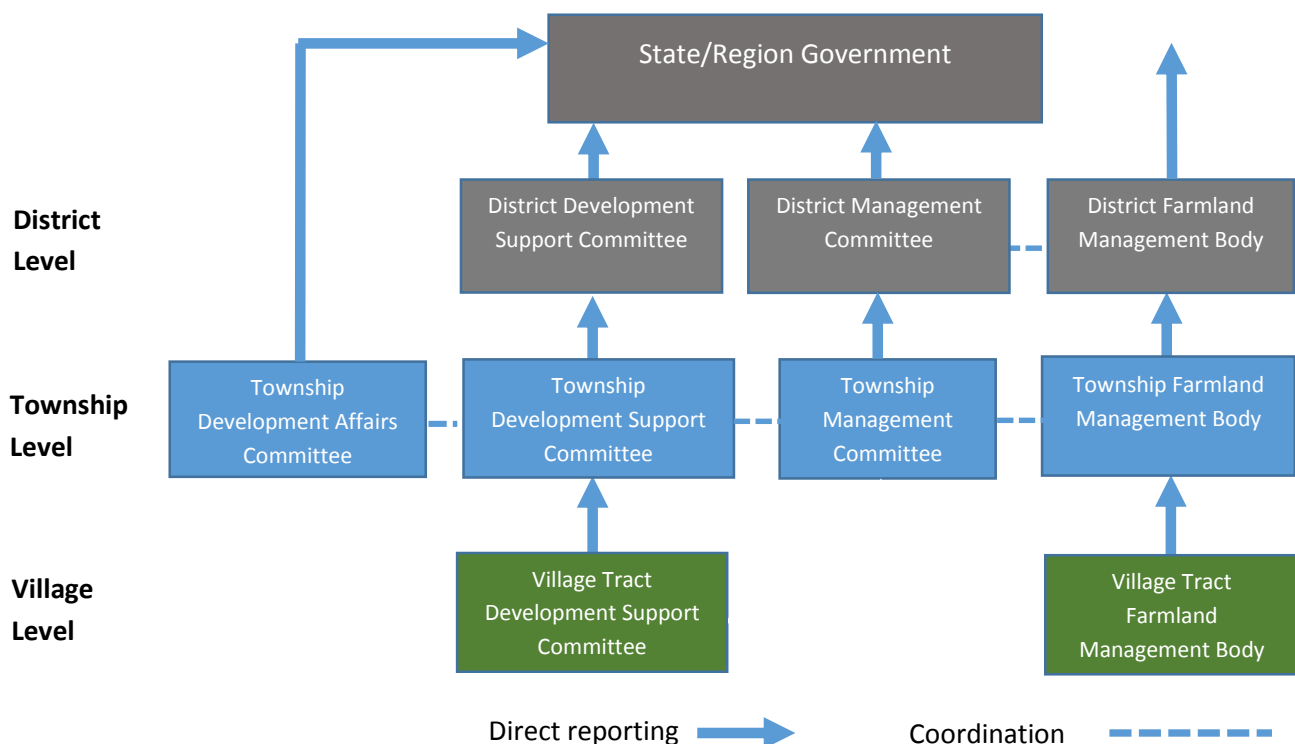 State/Region Government
District
Level
District Development
Support Committee
District Management
Committee
District Farmland
Management Body
Township
Level
Township
Development Affairs
Committee
Township
Development Support
Committee
Township
Management
Committee
Township Farmland
Management Body
Village
Level
Village Tract
Development Support
Committee
Village Tract
Farmland
Management Body
Direct reporting
Coordination